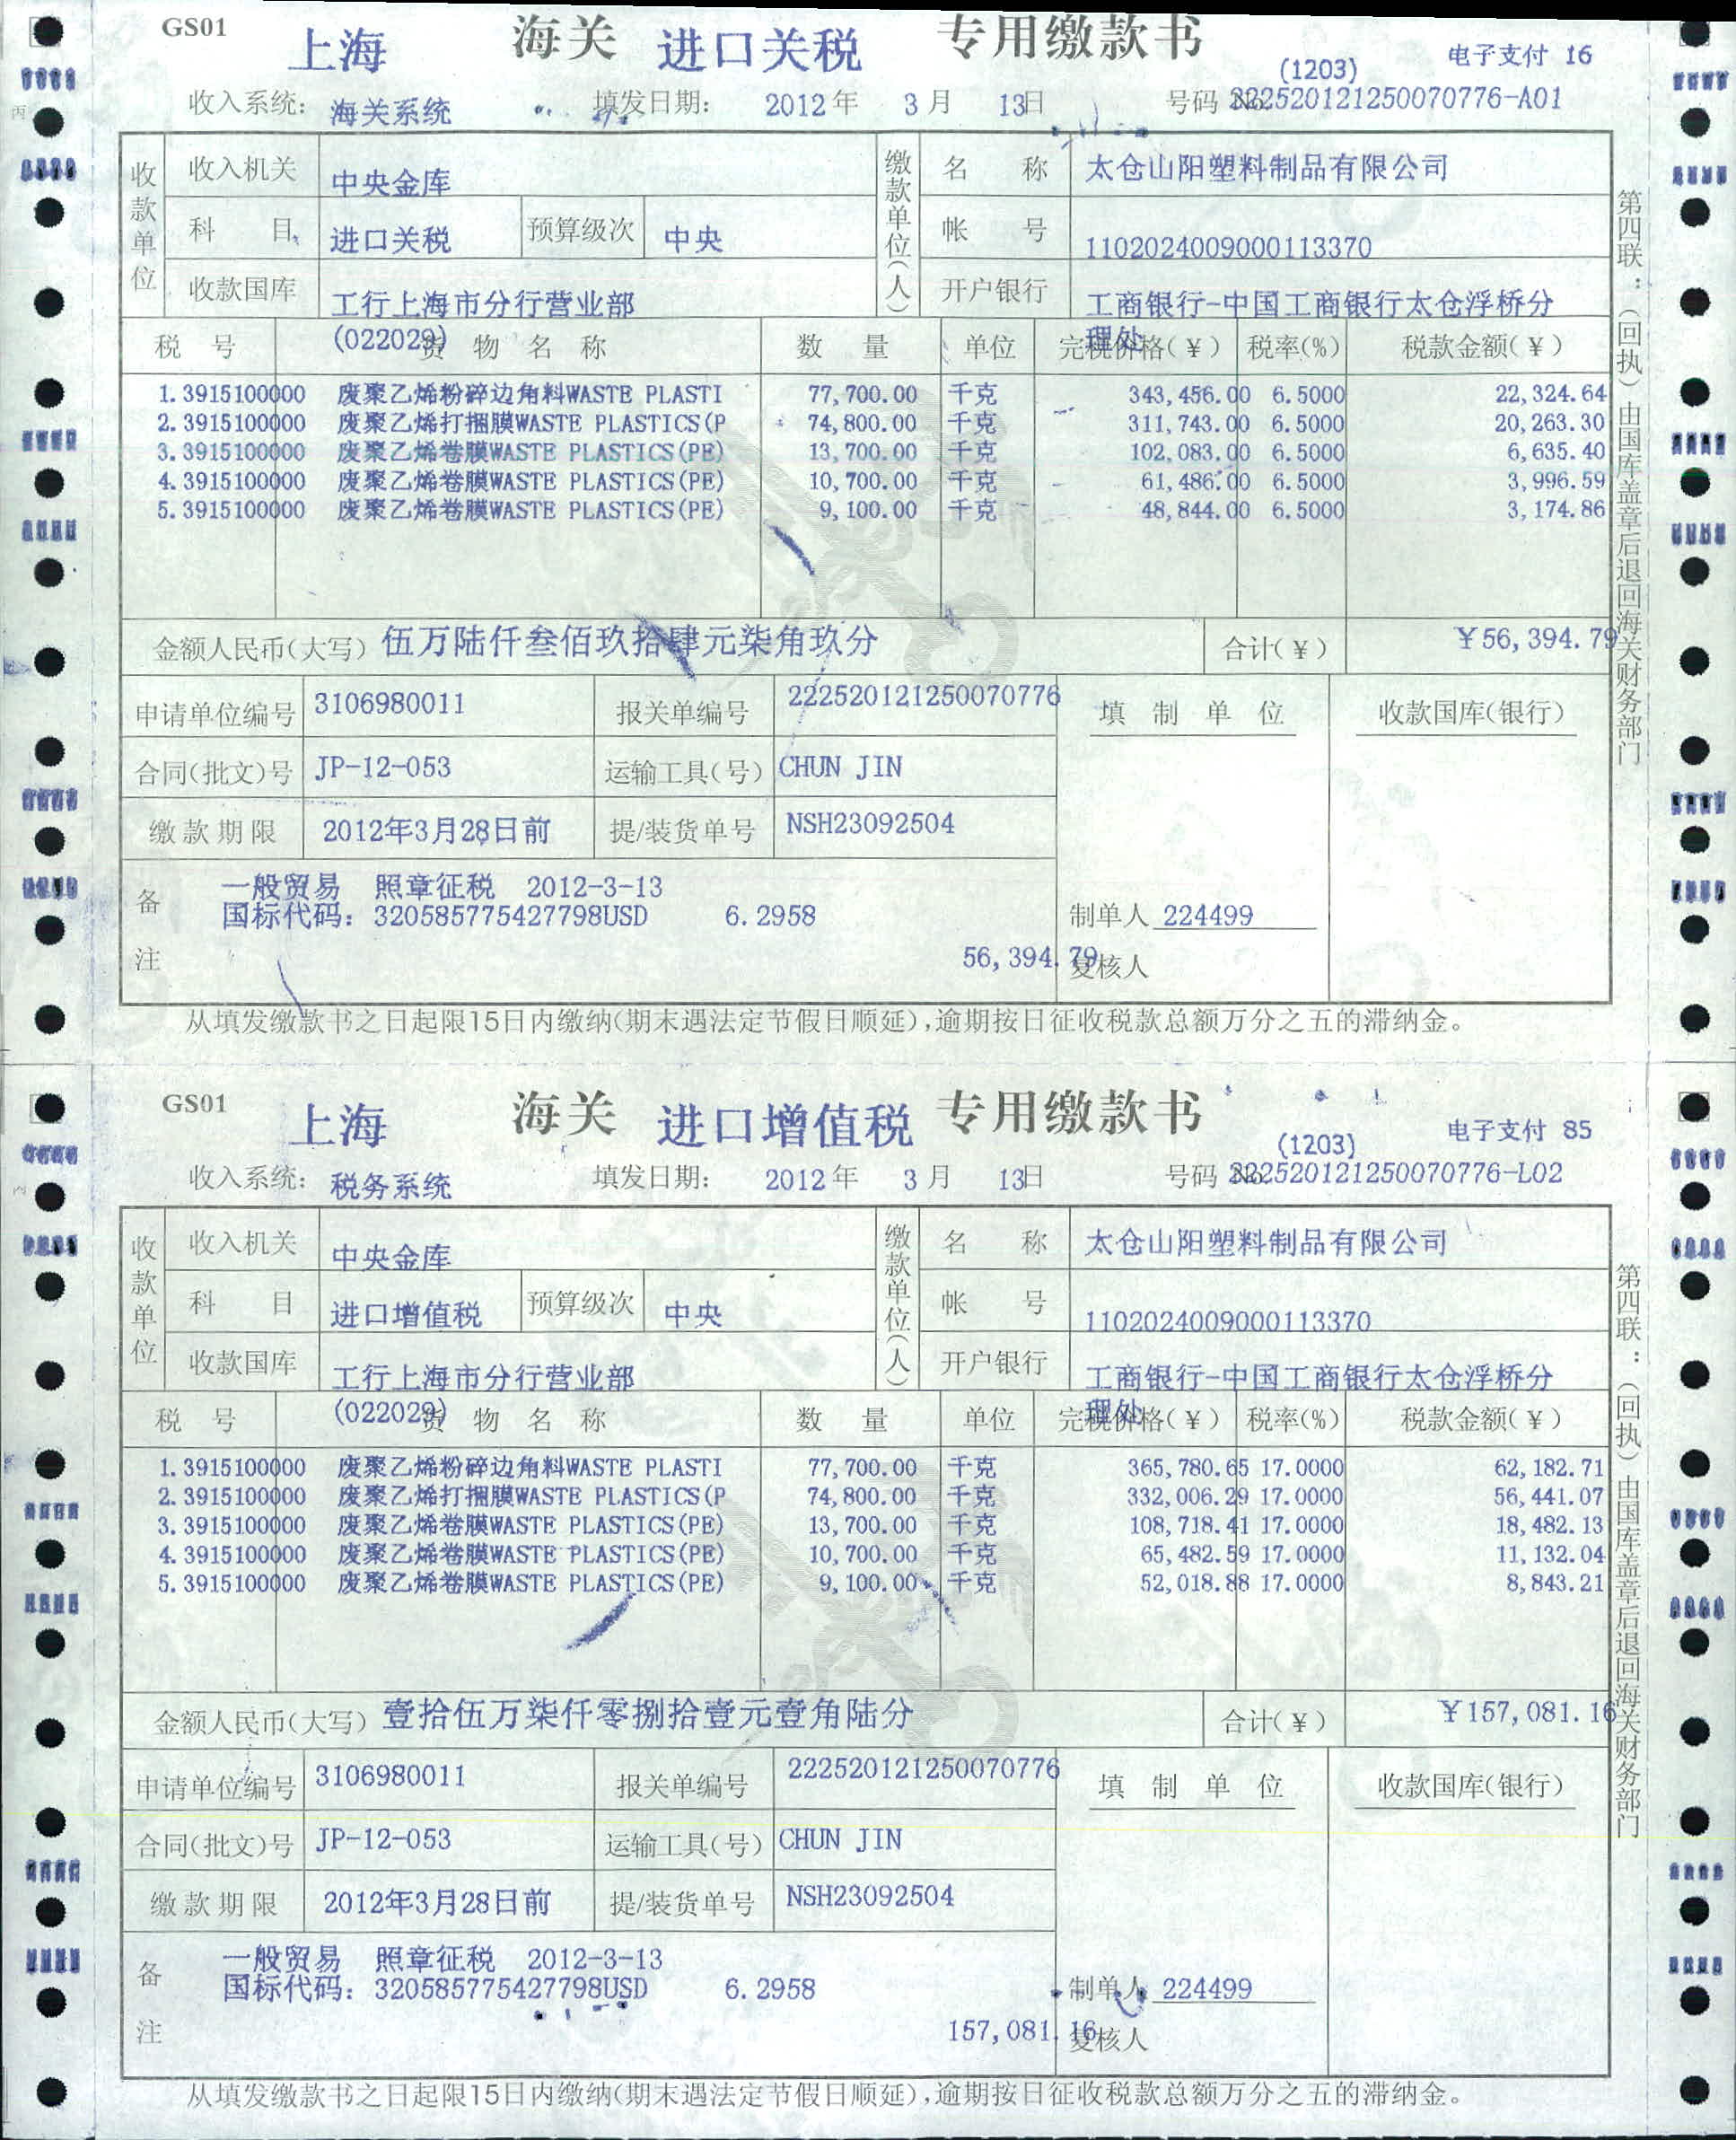 GS01
上海 海关 进口关税 专用缴款书
电子支付 16
(1203)
收入系统: 海关系统 填发日期: 2012年 3月 13日 号码 No. 222520121250070776-A01
收款单位 收入机关 中央金库 缴款单位(人) 名 称 太仓山阳塑料制品有限公司
科 目 进口关税 预算级次 中央 帐 号 1102024009000113370
收款国库 工行上海市分行营业部(022029) 开户银行 工商银行-中国工商银行太仓浮桥分理处
税 号 货 物 名 称 数 量 单位 完税价格(¥) 税率(%) 税款金额(¥)
1.3915100000 废聚乙烯粉碎边角料WASTE PLASTI 77,700.00 千克 343,456.00 6.5000 22,324.64
2.3915100000 废聚乙烯打捆膜WASTE PLASTICS(P 74,800.00 千克 311,743.00 6.5000 20,263.30
3.3915100000 废聚乙烯卷膜WASTE PLASTICS(PE) 13,700.00 千克 102,083.00 6.5000 6,635.40
4.3915100000 废聚乙烯卷膜WASTE PLASTICS(PE) 10,700.00 千克 61,486.00 6.5000 3,996.59
5.3915100000 废聚乙烯卷膜WASTE PLASTICS(PE) 9,100.00 千克 48,844.00 6.5000 3,174.86
金额人民币(大写) 伍万陆仟叁佰玖拾肆元柒角玖分 合计(¥) ¥56,394.79
申请单位编号 3106980011 报关单编号 222520121250070776 填 制 单 位 收款国库(银行)
合同(批文)号 JP-12-053 运输工具(号) CHUN JIN
缴款期限 2012年3月28日前 提/装货单号 NSH23092504
备注 一般贸易 照章征税 2012-3-13
国标代码: 320585775427798USD 6.2958 制单人 224499
56,394.79 复核人
从填发缴款书之日起限15日内缴纳(期末遇法定节假日顺延),逾期按日征收税款总额万分之五的滞纳金。
第四联:(回执)由国库盖章后退回海关财务部门
GS01
上海 海关 进口增值税 专用缴款书
电子支付 85
(1203)
收入系统: 税务系统 填发日期: 2012年 3月 13日 号码 No. 222520121250070776-L02
收款单位 收入机关 中央金库 缴款单位(人) 名 称 太仓山阳塑料制品有限公司
科 目 进口增值税 预算级次 中央 帐 号 1102024009000113370
收款国库 工行上海市分行营业部(022029) 开户银行 工商银行-中国工商银行太仓浮桥分理处
税 号 货 物 名 称 数 量 单位 完税价格(¥) 税率(%) 税款金额(¥)
1.3915100000 废聚乙烯粉碎边角料WASTE PLASTI 77,700.00 千克 365,780.65 17.0000 62,182.71
2.3915100000 废聚乙烯打捆膜WASTE PLASTICS(P 74,800.00 千克 332,006.29 17.0000 56,441.07
3.3915100000 废聚乙烯卷膜WASTE PLASTICS(PE) 13,700.00 千克 108,718.41 17.0000 18,482.13
4.3915100000 废聚乙烯卷膜WASTE PLASTICS(PE) 10,700.00 千克 65,482.59 17.0000 11,132.04
5.3915100000 废聚乙烯卷膜WASTE PLASTICS(PE) 9,100.00 千克 52,018.88 17.0000 8,843.21
金额人民币(大写) 壹拾伍万柒仟零捌拾壹元壹角陆分 合计(¥) ¥157,081.16
申请单位编号 3106980011 报关单编号 222520121250070776 填 制 单 位 收款国库(银行)
合同(批文)号 JP-12-053 运输工具(号) CHUN JIN
缴款期限 2012年3月28日前 提/装货单号 NSH23092504
备注 一般贸易 照章征税 2012-3-13
国标代码: 320585775427798USD 6.2958 制单人 224499
157,081.16 复核人
从填发缴款书之日起限15日内缴纳(期末遇法定节假日顺延),逾期按日征收税款总额万分之五的滞纳金。
第四联:(回执)由国库盖章后退回海关财务部门